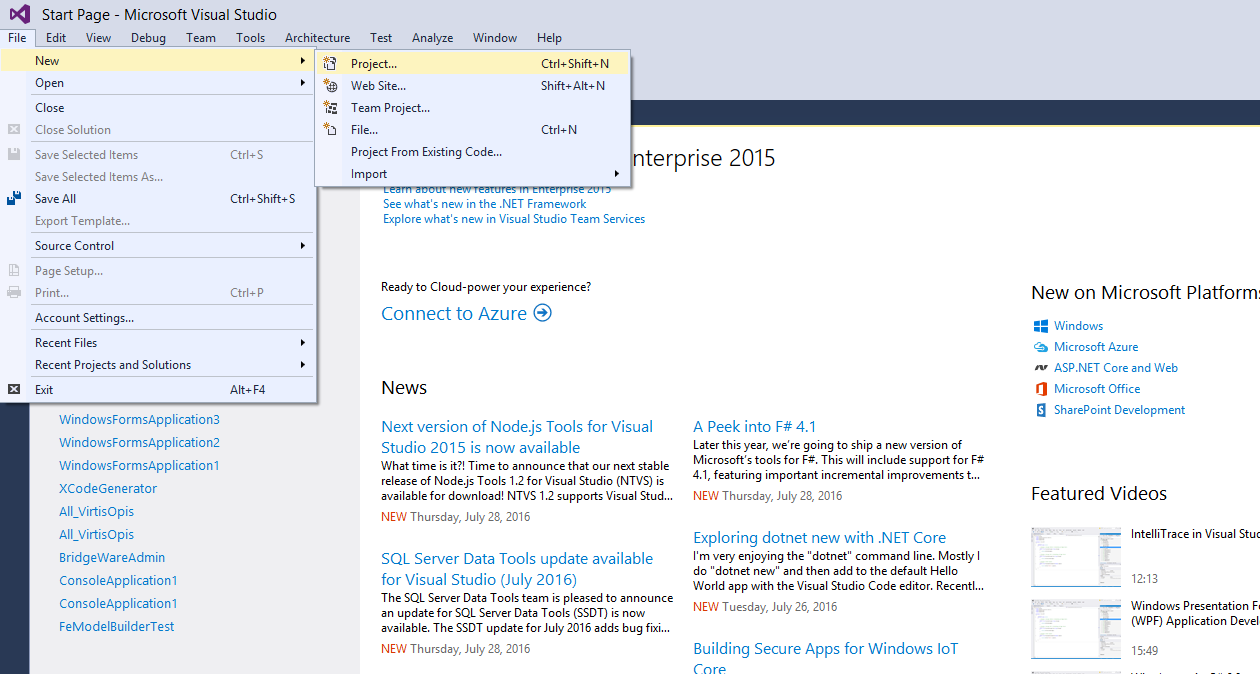 Start Page - Microsoft Visual Studio
File Edit View Debug Team Tools Architecture Test Analyze Window Help
New
Open
Close
Close Solution
Save Selected Items Ctrl+S
Save Selected Items As...
Save All Ctrl+Shift+S
Export Template...
Source Control
Page Setup...
Print... Ctrl+P
Account Settings...
Recent Files
Recent Projects and Solutions
Exit Alt+F4
Project... Ctrl+Shift+N
Web Site... Shift+Alt+N
Team Project...
File... Ctrl+N
Project From Existing Code...
Import
WindowsFormsApplication3
WindowsFormsApplication2
WindowsFormsApplication1
XCodeGenerator
All_VirtisOpis
All_VirtisOpis
BridgeWareAdmin
ConsoleApplication1
ConsoleApplication1
FeModelBuilderTest
nterprise 2015
Learn about new features in Enterprise 2015
See what's new in the .NET Framework
Explore what's new in Visual Studio Team Services
Ready to Cloud-power your experience?
Connect to Azure
News
Next version of Node.js Tools for Visual
Studio 2015 is now available
What time is it?! Time to announce that our next stable
release of Node.js Tools 1.2 for Visual Studio (NTVS) is
available for download! NTVS 1.2 supports Visual Stud...
NEW Thursday, July 28, 2016
SQL Server Data Tools update available
for Visual Studio (July 2016)
The SQL Server Data Tools team is pleased to announce
an update for SQL Server Data Tools (SSDT) is now
available. The SSDT update for July 2016 adds bug fixi...
NEW Thursday, July 28, 2016
A Peek into F# 4.1
Later this year, we're going to ship a new version of
Microsoft's tools for F#. This will include support for F#
4.1, featuring important incremental improvements t...
NEW Thursday, July 28, 2016
Exploring dotnet new with .NET Core
I'm very enjoying the "dotnet" command line. Mostly I
do "dotnet new" and then add to the default Hello
World app with the Visual Studio Code editor. Recentl...
NEW Tuesday, July 26, 2016
Building Secure Apps for Windows IoT
Core
New on Microsoft Platforms
Windows
Microsoft Azure
ASP.NET Core and Web
Microsoft Office
SharePoint Development
Featured Videos
IntelliTrace in Visual Stud
12:13
Windows Presentation Fo
(WPF) Application Devel
15:49